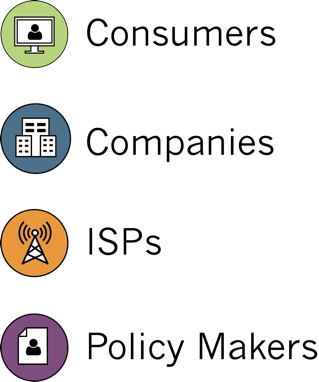 Consumers
Companies
ISPs
Policy Makers